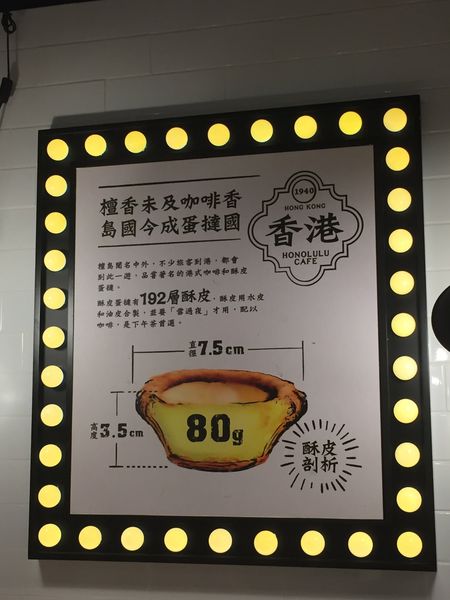 檀香未及咖啡香
島國今成蛋撻國
1940
HONG KONG
香港
HONOLULU
CAFE
檀島聞名中外，不少旅客到港，都會
到此一遊，品嘗著名的港式咖啡和酥皮
蛋撻。
酥皮蛋撻有192層酥皮，酥皮用水皮
和油皮合製，並要「當過夜」才用，配以
咖啡，是下午茶首選。
直徑7.5cm
高度3.5cm
80g
酥皮
剖析